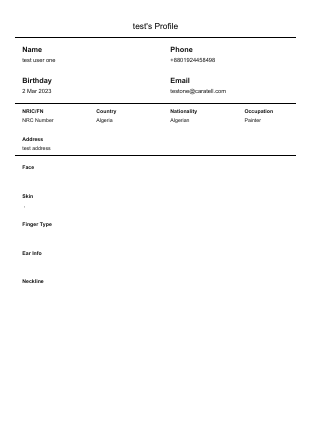 test's Profile
Name Phone
test user one +8801924458498
Birthday Email
2 Mar 2023 testone@caratell.com
NRIC/FN Country Nationality Occupation
NRC Number Algeria Algerian Painter
Address
test address
Face
Skin
,
Finger Type
Ear Info
Neckline